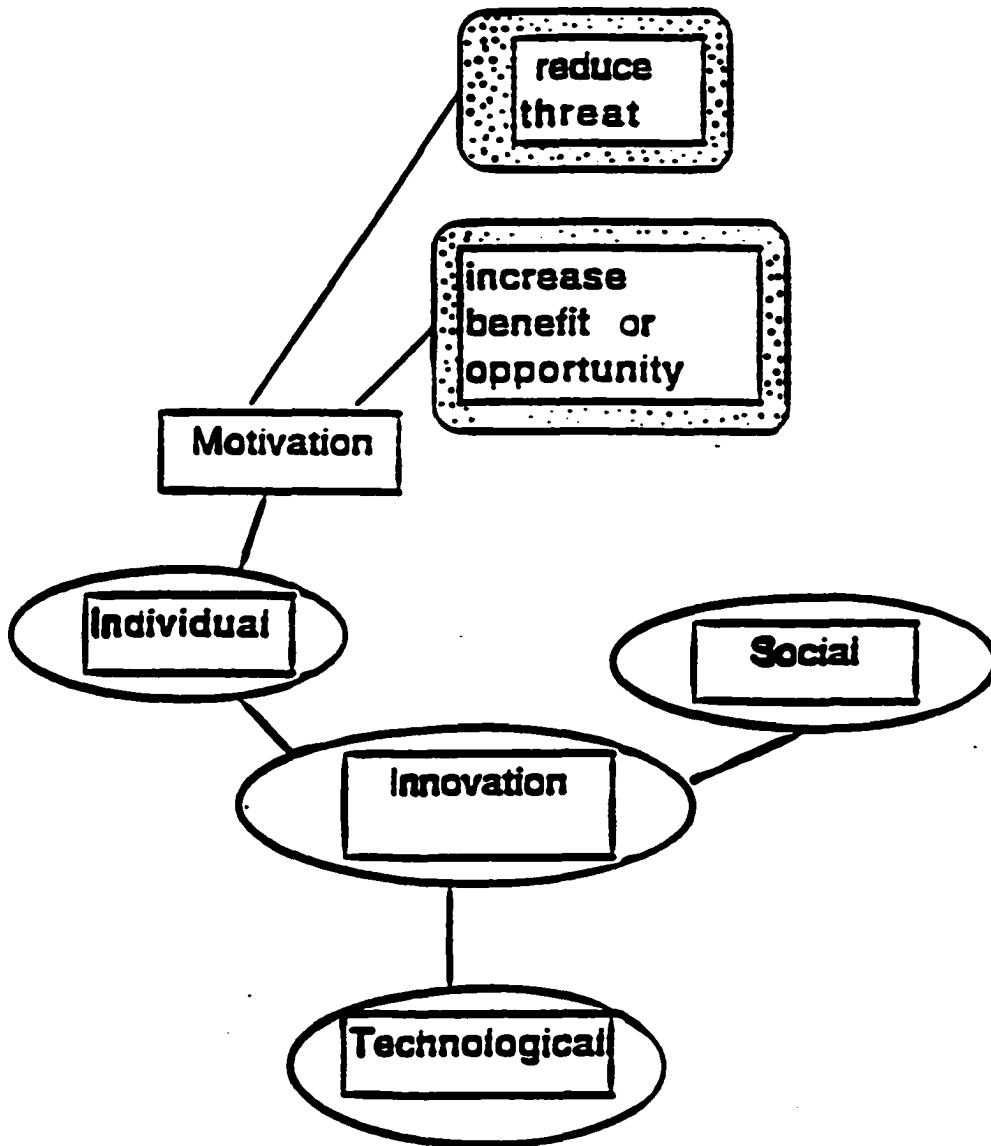 reduce
threat
increase
benefit or
opportunity
Motivation
Individual
Social
Innovation
Technological